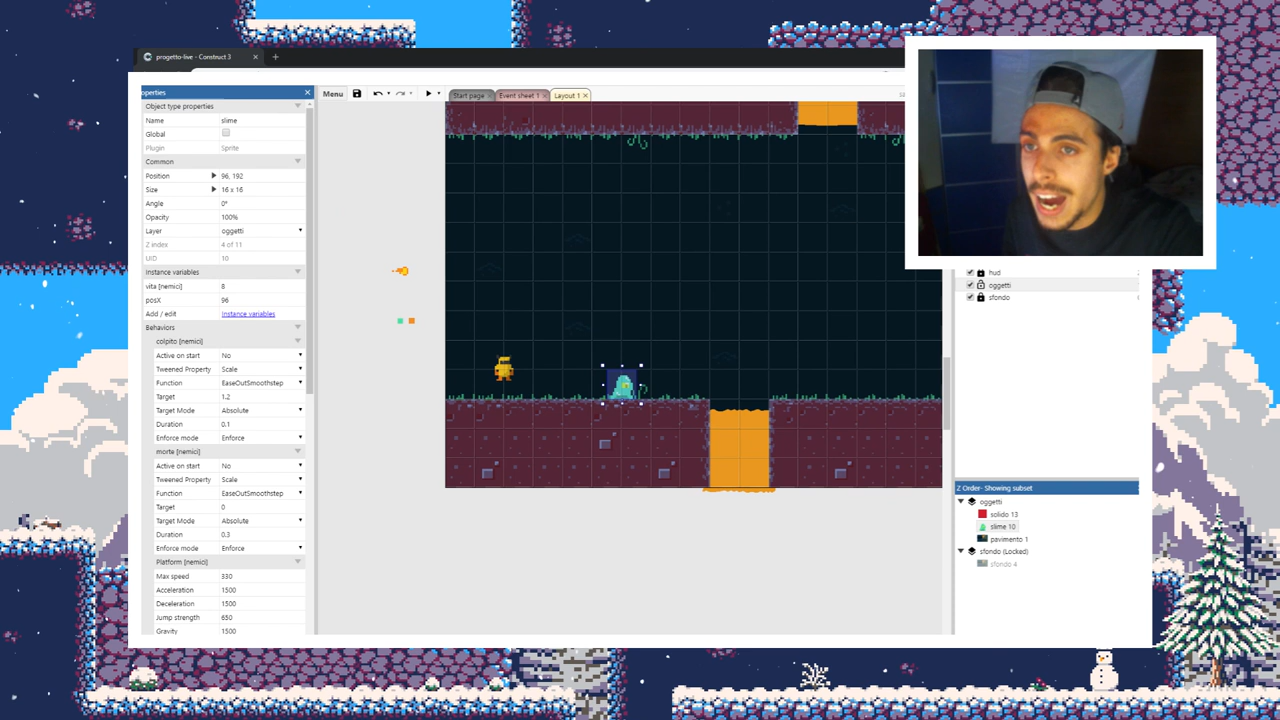 progetto-live - Construct 3
operties
Menu
Start page
Event sheet 1
Layout 1
Object type properties
Name slime
Global
Plugin Sprite
Common
Position 96, 192
Size 16 x 16
Angle 0°
Opacity 100%
Layer oggetti
Z index 4 of 11
UID 10
Instance variables
vita [nemici] 8
posX 96
Add / edit Instance variables
Behaviors
colpito [nemici]
Active on start No
Tweened Property Scale
Function EaseOutSmoothstep
Target 1.2
Target Mode Absolute
Duration 0.1
Enforce mode Enforce
morte [nemici]
Active on start No
Tweened Property Scale
Function EaseOutSmoothstep
Target 0
Target Mode Absolute
Duration 0.3
Enforce mode Enforce
Platform [nemici]
Max speed 330
Acceleration 1500
Deceleration 1500
Jump strength 650
Gravity 1500
hud
oggetti
sfondo
Z Order- Showing subset
oggetti
solido 13
slime 10
pavimento 1
sfondo (Locked)
sfondo 4